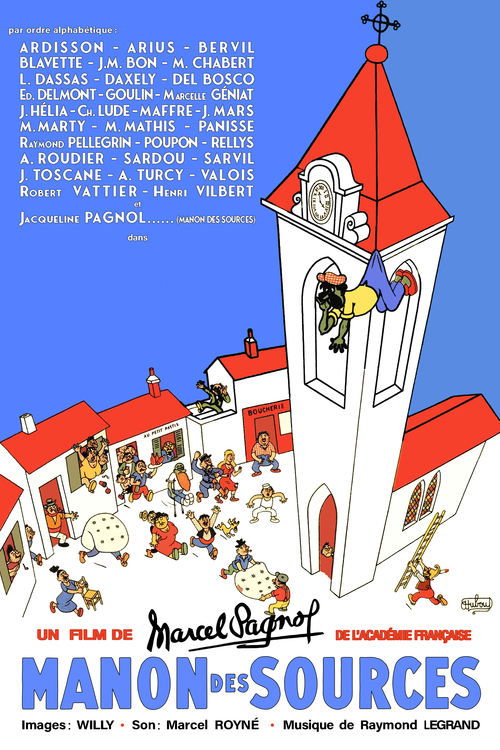 par ordre alphabétique :
ARDISSON - ARIUS - BERVIL
BLAVETTE - J.M. BON - M. CHABERT
L. DASSAS - DAXELY - DEL BOSCO
ED. DELMONT - GOULIN - MARCELLE GÉNIAT
J. HÉLIA - CH. LUDE - MAFFRE - J. MARS
M. MARTY - M. MATHIS - PANISSE
RAYMOND PELLEGRIN - POUPON - RELLYS
A. ROUDIER - SARDOU - SARVIL
J. TOSCANE - A. TURCY - VALOIS
ROBERT VATTIER - HENRI VILBERT
et
JACQUELINE PAGNOL...... (MANON DES SOURCES)
dans
BOUCHERIE
AU PETIT PASTIS
Dubout
UN FILM DE Marcel Pagnol DE L'ACADÉMIE FRANÇAISE
MANON DES SOURCES
Images: WILLY • Son: Marcel ROYNÉ • Musique de Raymond LEGRAND